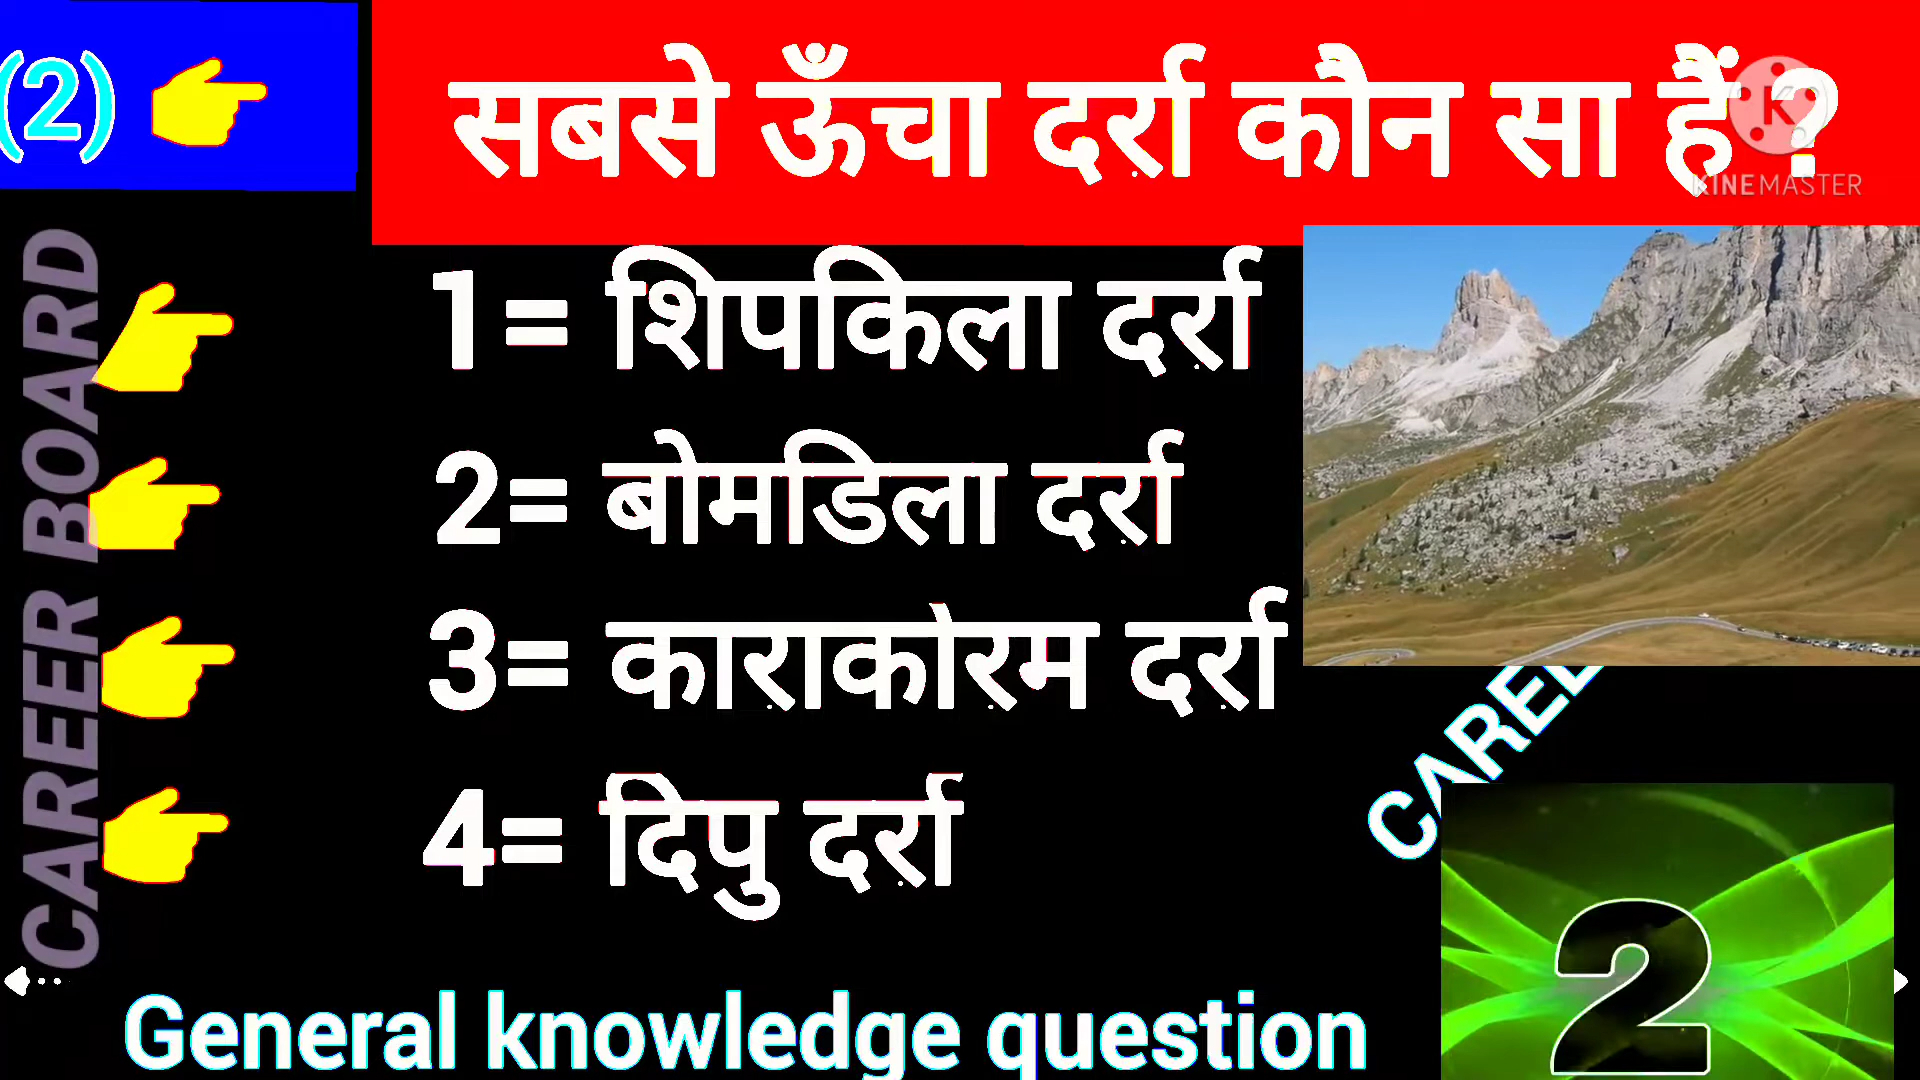 (2)
सबसे ऊँचा दर्रा कौन सा हैं ?
KINEMASTER
1= शिपकिला दर्रा
2= बोमडिला दर्रा
3= काराकोरम दर्रा
4= दिपु दर्रा
CAREER BOARD
CAREE
2
General knowledge question